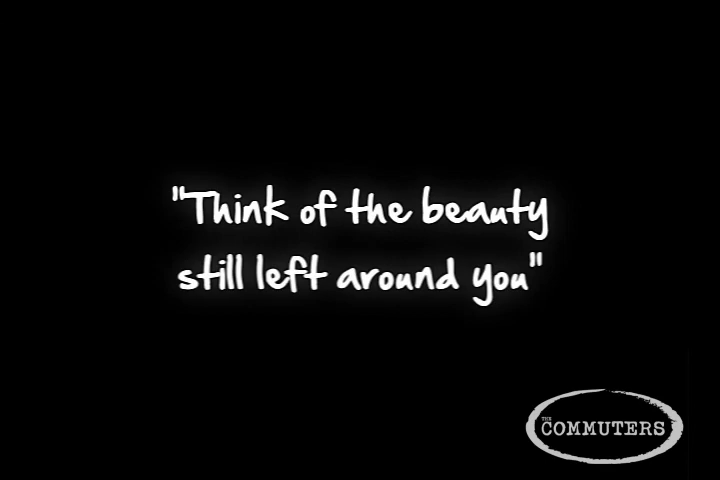 "Think of the beauty
still left around you"
THE
COMMUTERS